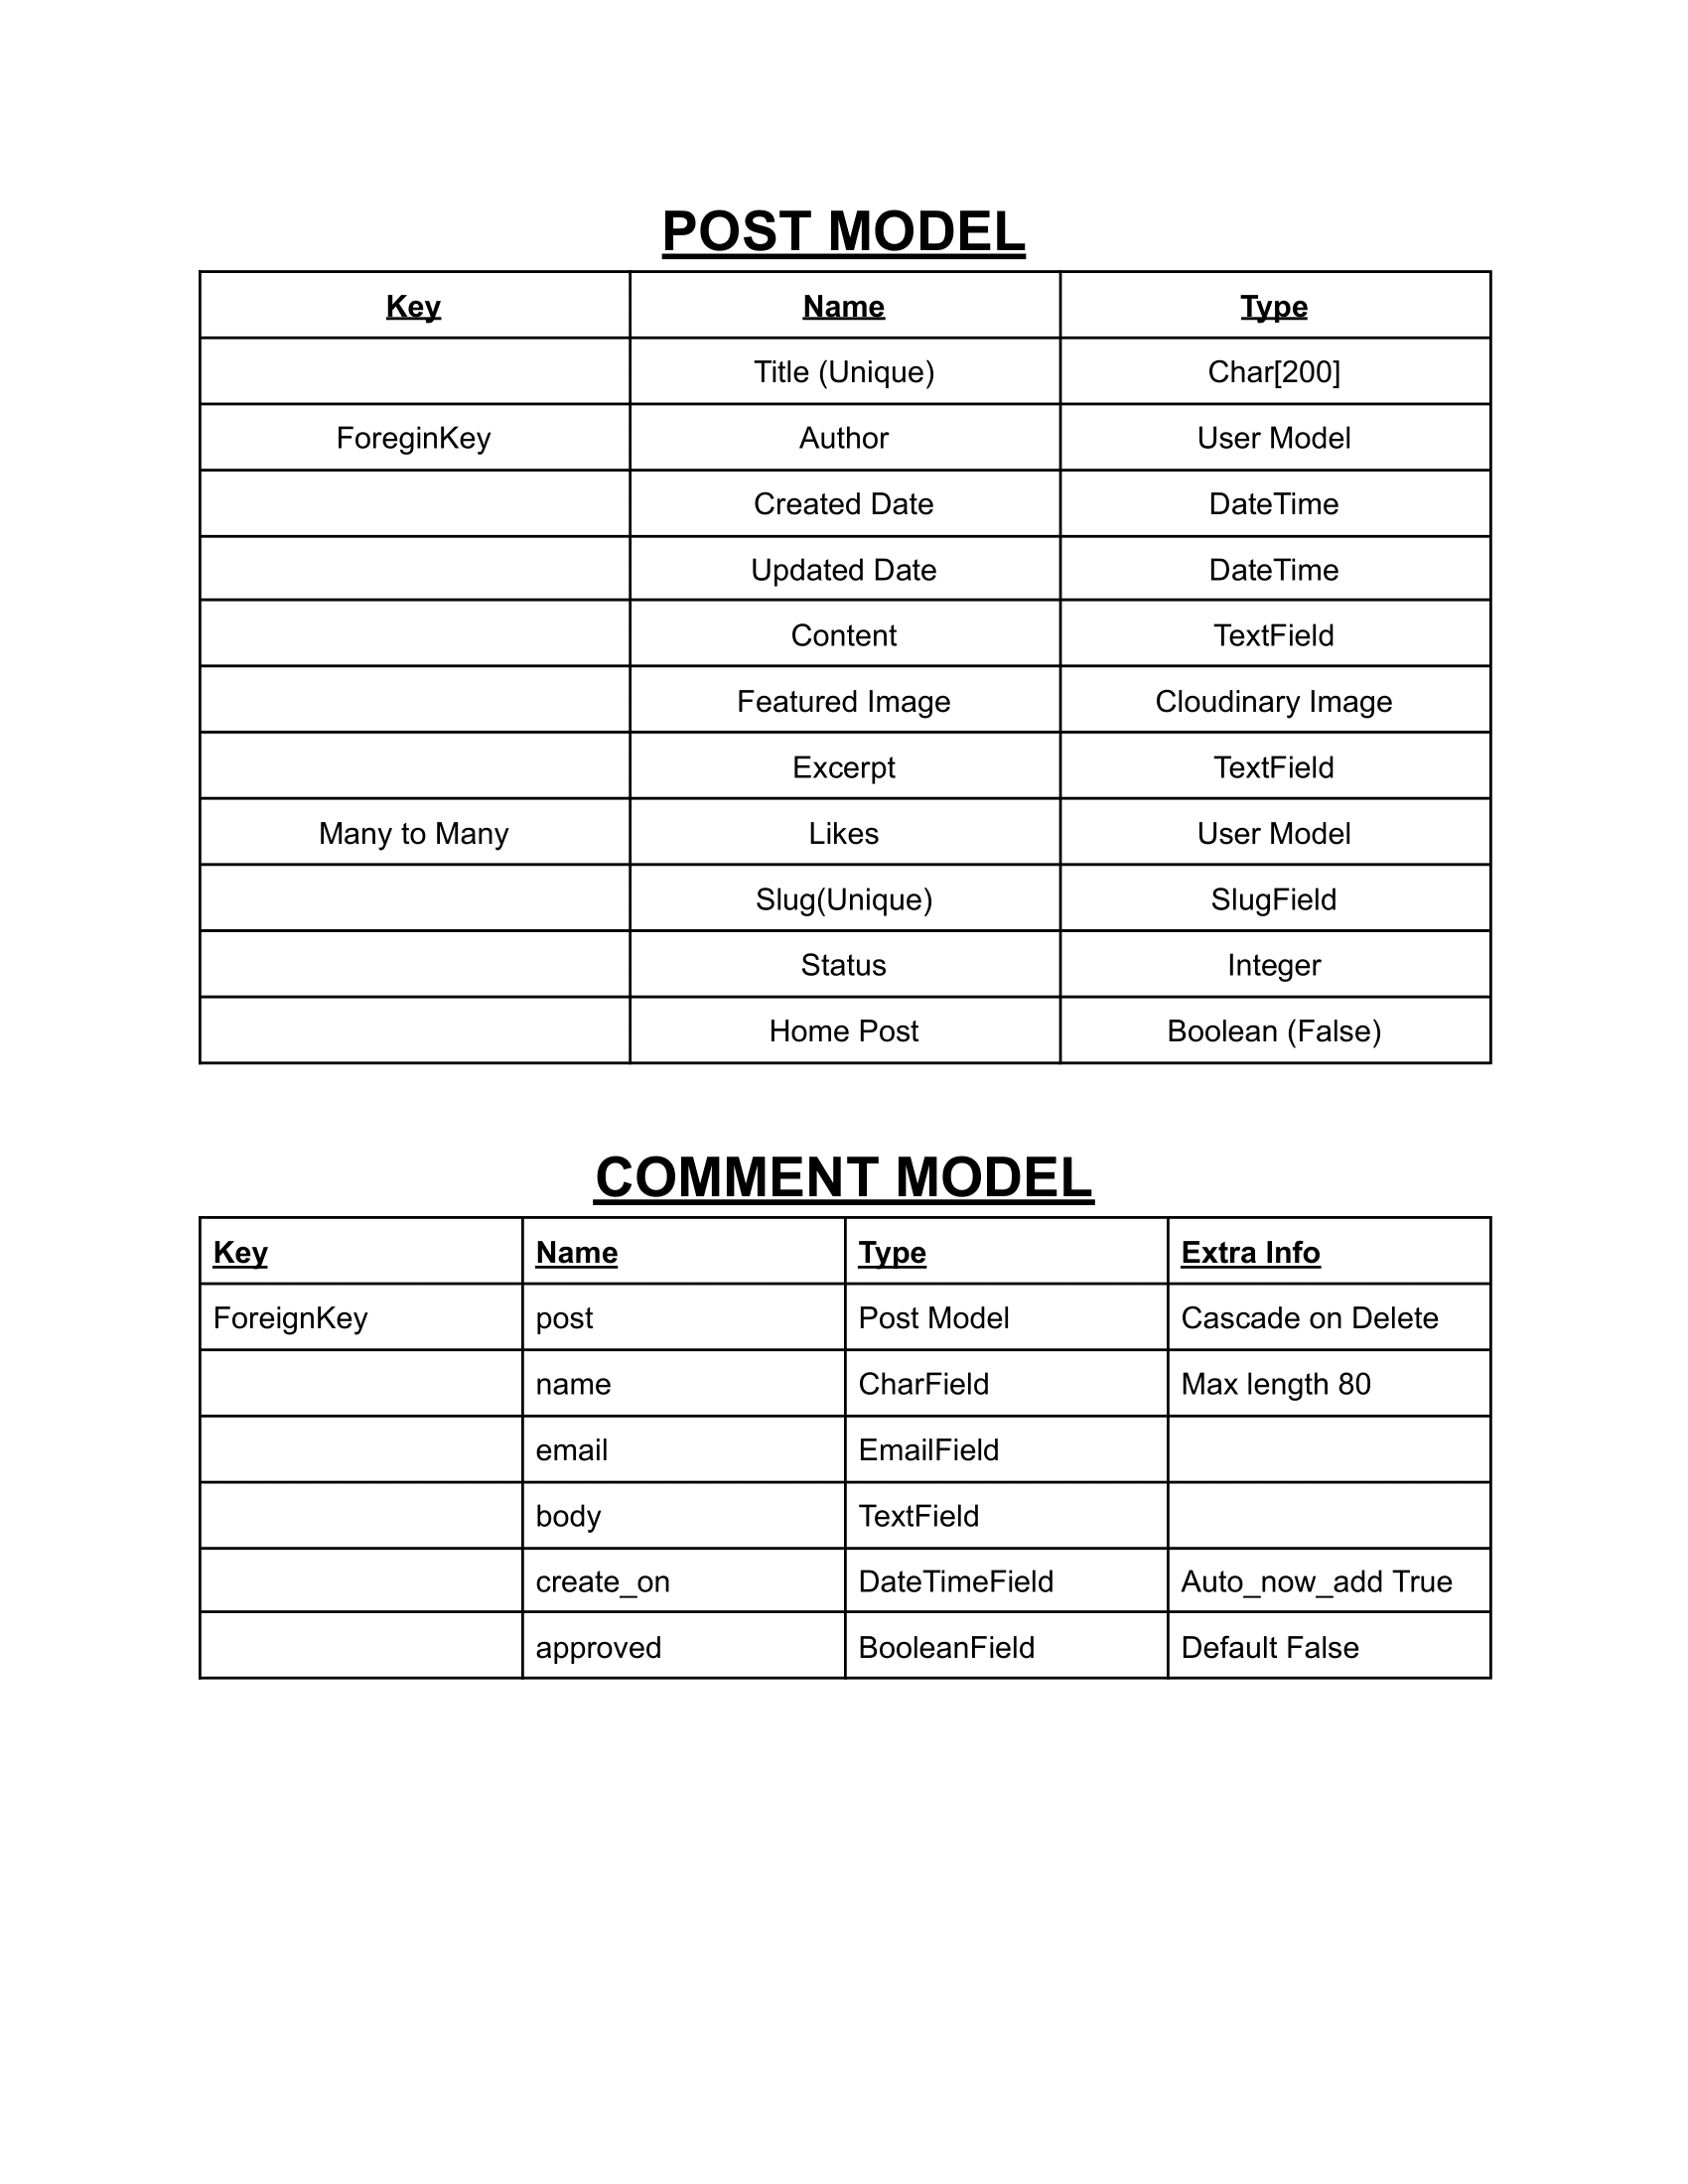 POST MODEL
Key Name Type
Title (Unique) Char[200]
ForeginKey Author User Model
Created Date DateTime
Updated Date DateTime
Content TextField
Featured Image Cloudinary Image
Excerpt TextField
Many to Many Likes User Model
Slug(Unique) SlugField
Status Integer
Home Post Boolean (False)
COMMENT MODEL
Key Name Type Extra Info
ForeignKey post Post Model Cascade on Delete
name CharField Max length 80
email EmailField
body TextField
create_on DateTimeField Auto_now_add True
approved BooleanField Default False